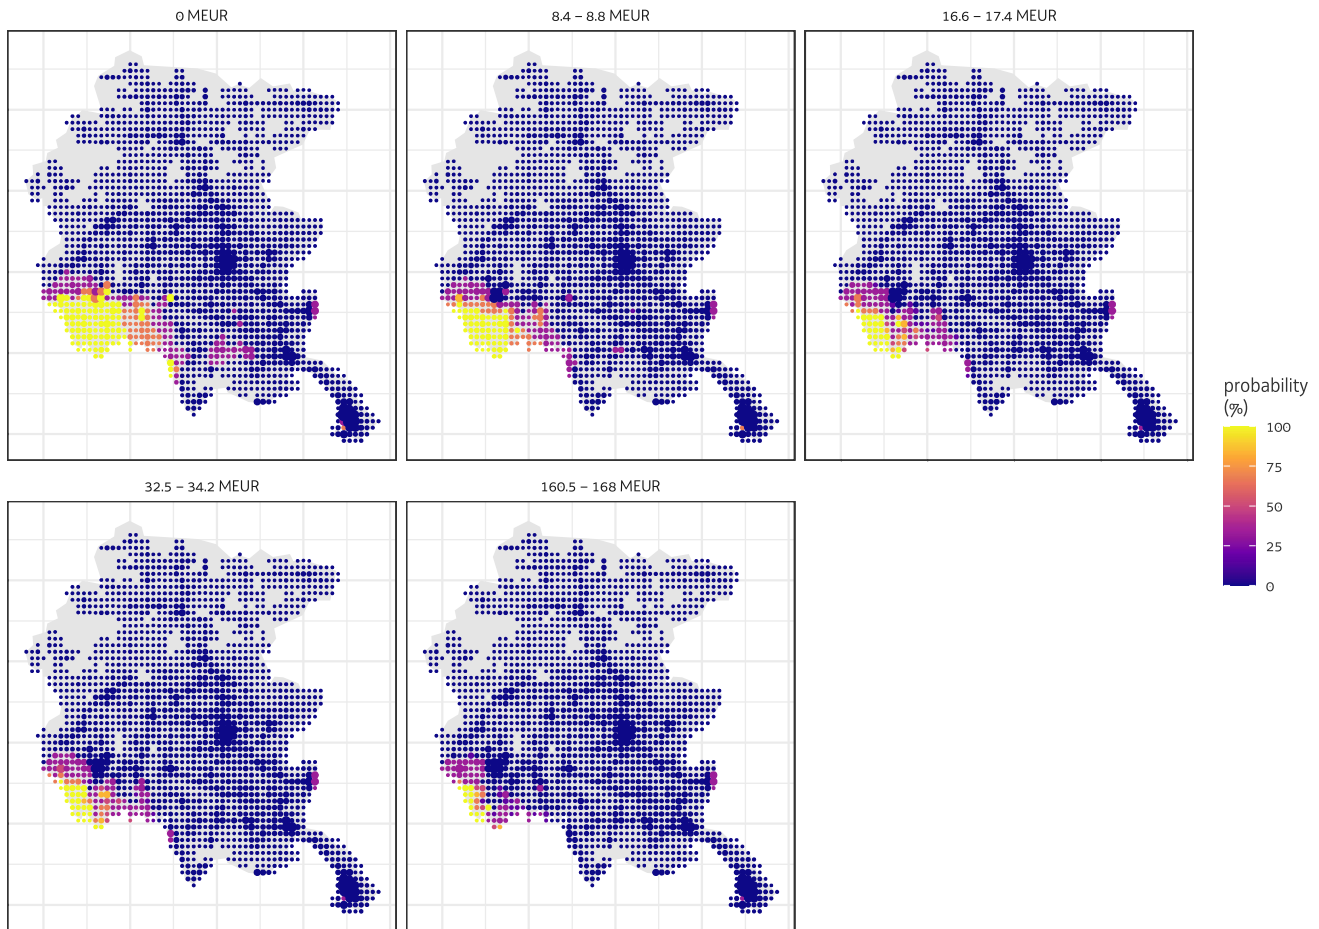 0 MEUR
8.4 – 8.8 MEUR
16.6 – 17.4 MEUR
32.5 – 34.2 MEUR
160.5 – 168 MEUR
probability
(%)
100
75
50
25
0